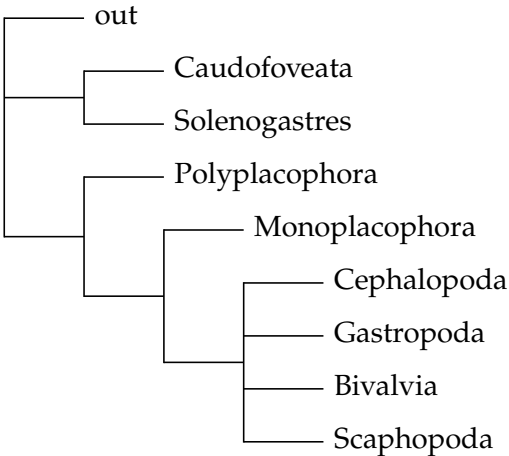 out
Caudofoveata
Solenogastres
Polyplacophora
Monoplacophora
Cephalopoda
Gastropoda
Bivalvia
Scaphopoda